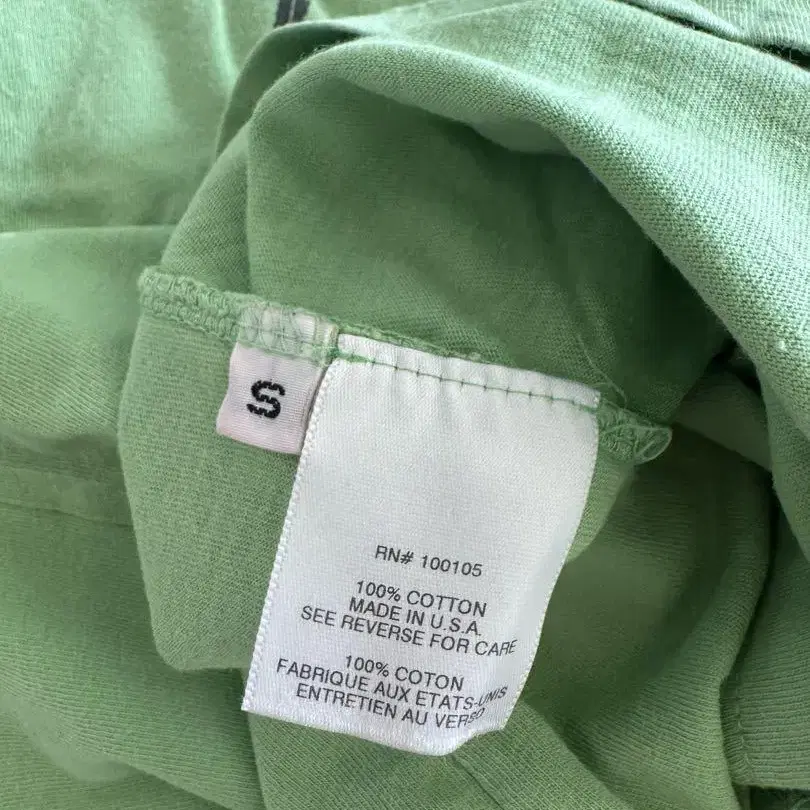 S
RN# 100105
100% COTTON
MADE IN U.S.A.
SEE REVERSE FOR CARE
100% COTON
FABRIQUE AUX ETATS-UNIS
ENTRETIEN AU VERSO